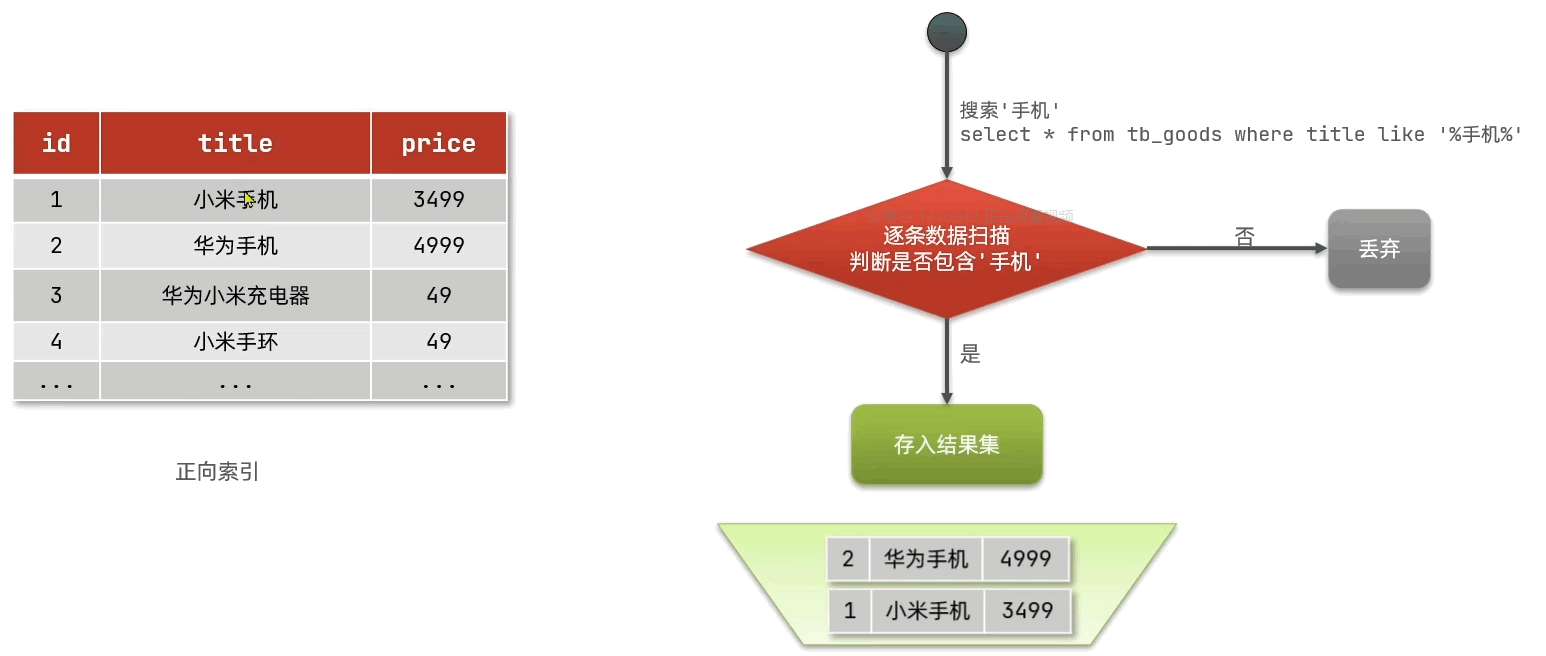 搜索'手机'
select * from tb_goods where title like '%手机%'
id title price
1 小米手机 3499
2 华为手机 4999
3 华为小米充电器 49
4 小米手环 49
... ... ...
正向索引
逐条数据扫描
判断是否包含'手机'
否
丢弃
是
存入结果集
2 华为手机 4999
1 小米手机 3499